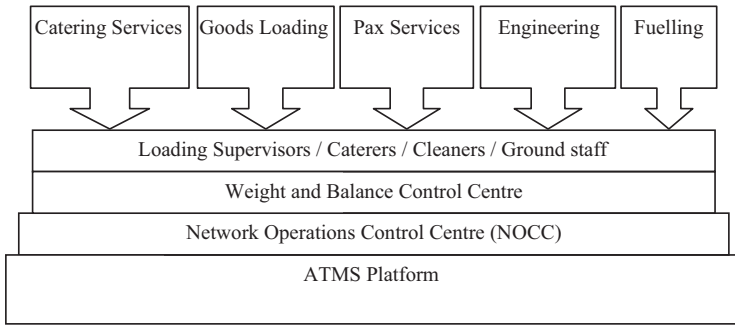 Catering Services
Goods Loading
Pax Services
Engineering
Fuelling
Loading Supervisors / Caterers / Cleaners / Ground staff
Weight and Balance Control Centre
Network Operations Control Centre (NOCC)
ATMS Platform